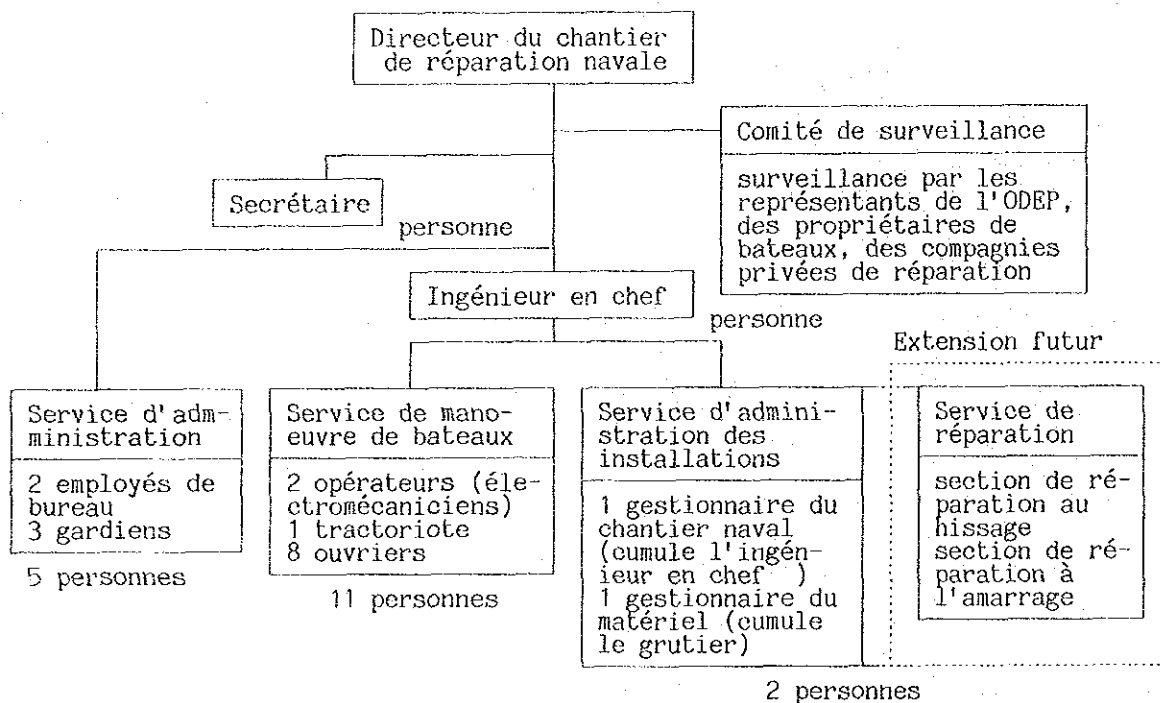 Directeur du chantier
de réparation navale
Comité de surveillance
surveillance par les
représentants de l'ODEP,
des propriétaires de
bateaux, des compagnies
privées de réparation
Secrétaire
personne
Ingénieur en chef
personne
Extension futur
Service d'adm-
ministration
2 employés de
bureau
3 gardiens
5 personnes
Service de mano-
euvre de bateaux
2 opérateurs (éle-
ctromécaniciens)
1 tractoriote
8 ouvriers
11 personnes
Service d'admini-
stration des
installations
1 gestionnaire du
chantier naval
(cumule l'ingén-
ieur en chef )
1 gestionnaire du
matériel (cumule
le grutier)
2 personnes
Service de
réparation
section de ré-
paration au
hissage
section de ré-
paration à
l'amarrage